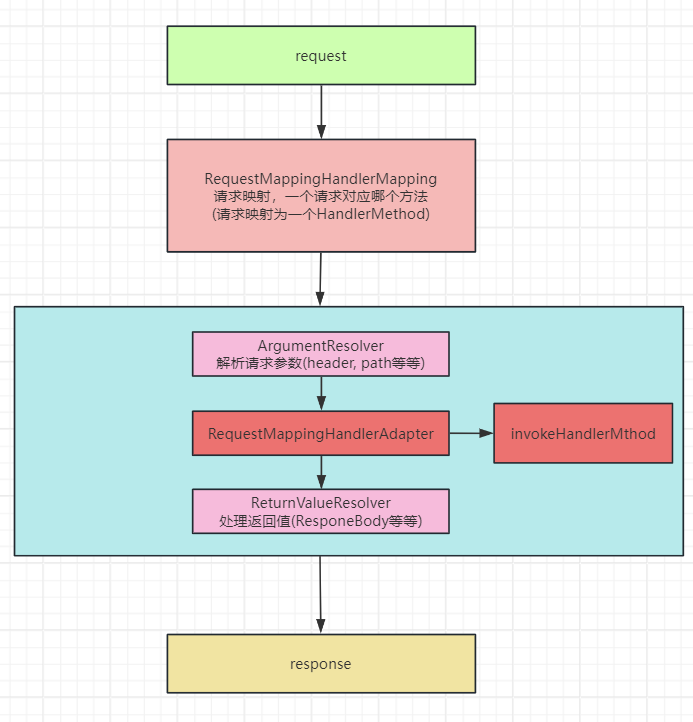 request
RequestMappingHandlerMapping
请求映射，一个请求对应哪个方法
(请求映射为一个HandlerMethod)
ArgumentResolver
解析请求参数(header, path等等)
RequestMappingHandlerAdapter
invokeHandlerMthod
ReturnValueResolver
处理返回值(ResponeBody等等)
response